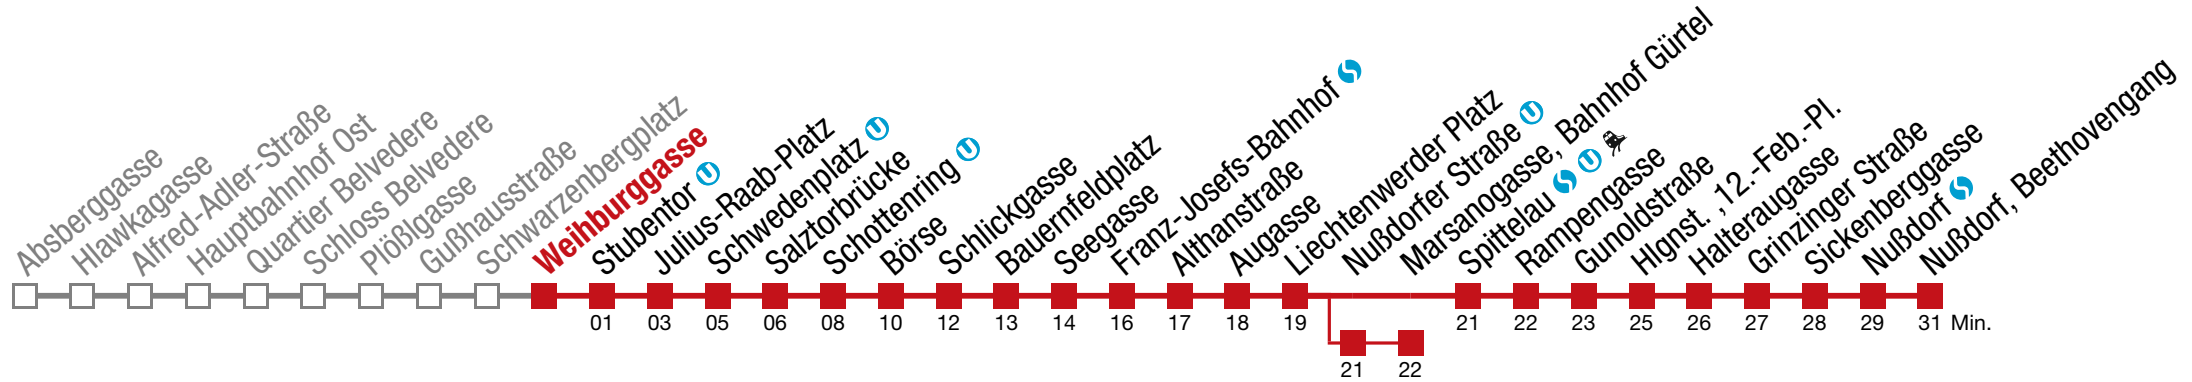 Absberggasse
Hlawkagasse
Alfred-Adler-Straße
Hauptbahnhof Ost
Quartier Belvedere
Schloss Belvedere
Plößlgasse
Gußhausstraße
Schwarzenbergplatz
Weihburggasse
Stubentor U
Julius-Raab-Platz
Schwedenplatz U
Salztorbrücke
Schottenring U
Börse
Schlickgasse
Bauernfeldplatz
Seegasse
Franz-Josefs-Bahnhof S
Althanstraße
Augasse
Liechtenwerder Platz
Nußdorfer Straße U
Marsanogasse, Bahnhof Gürtel
Spittelau S U
Rampengasse
Gunoldstraße
Hlgnst. ,12.-Feb.-Pl.
Halteraugasse
Grinzinger Straße
Sickenberggasse
Nußdorf S
Nußdorf, Beethovengang
01 03 05 06 08 10 12 13 14 16 17 18 19 21 22 23 25 26 27 28 29 31 Min.
21 22